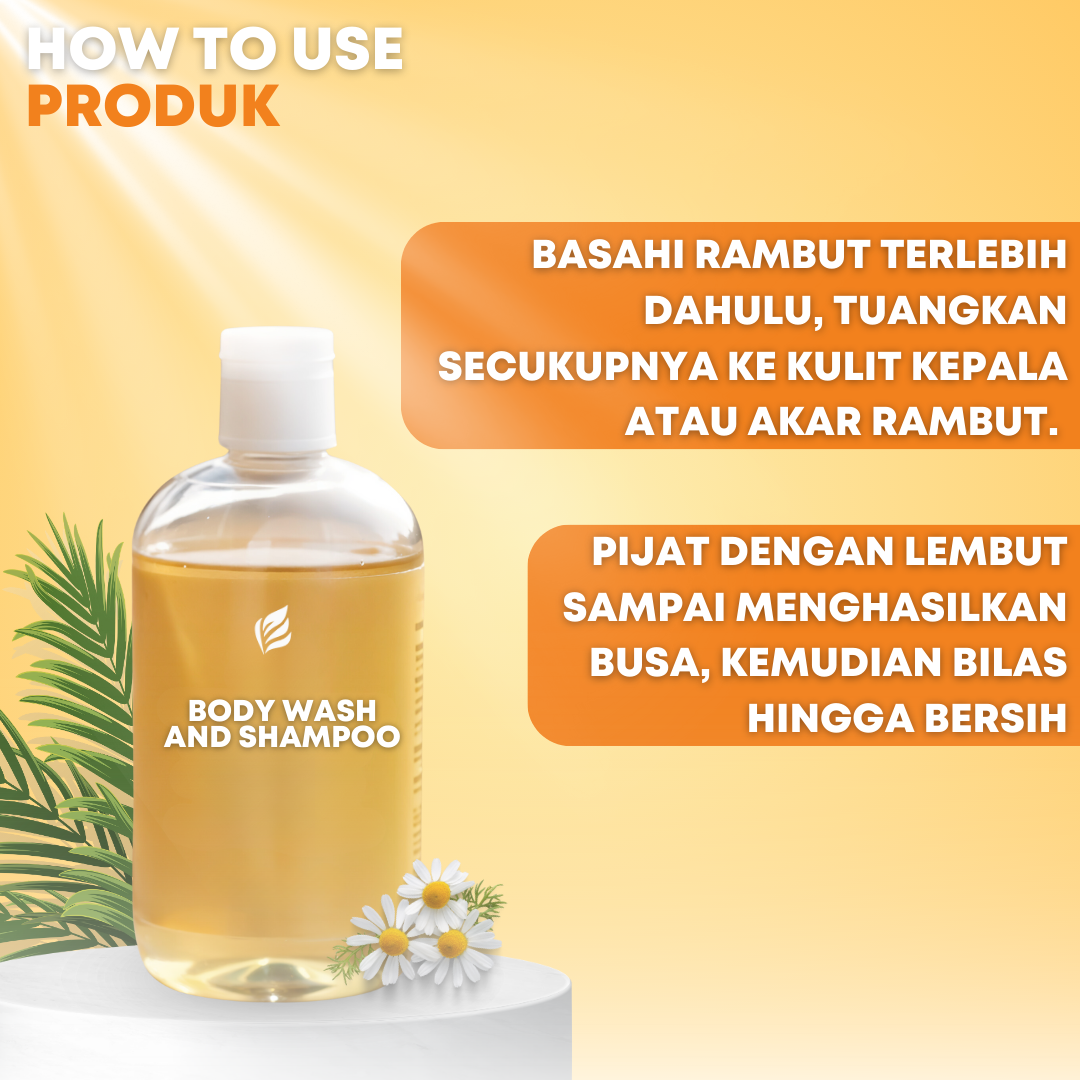 HOW TO USE
PRODUK
BASAHI RAMBUT TERLEBIH
DAHULU, TUANGKAN
SECUKUPNYA KE KULIT KEPALA
ATAU AKAR RAMBUT.
PIJAT DENGAN LEMBUT
SAMPAI MENGHASILKAN
BUSA, KEMUDIAN BILAS
HINGGA BERSIH
BODY WASH
AND SHAMPOO